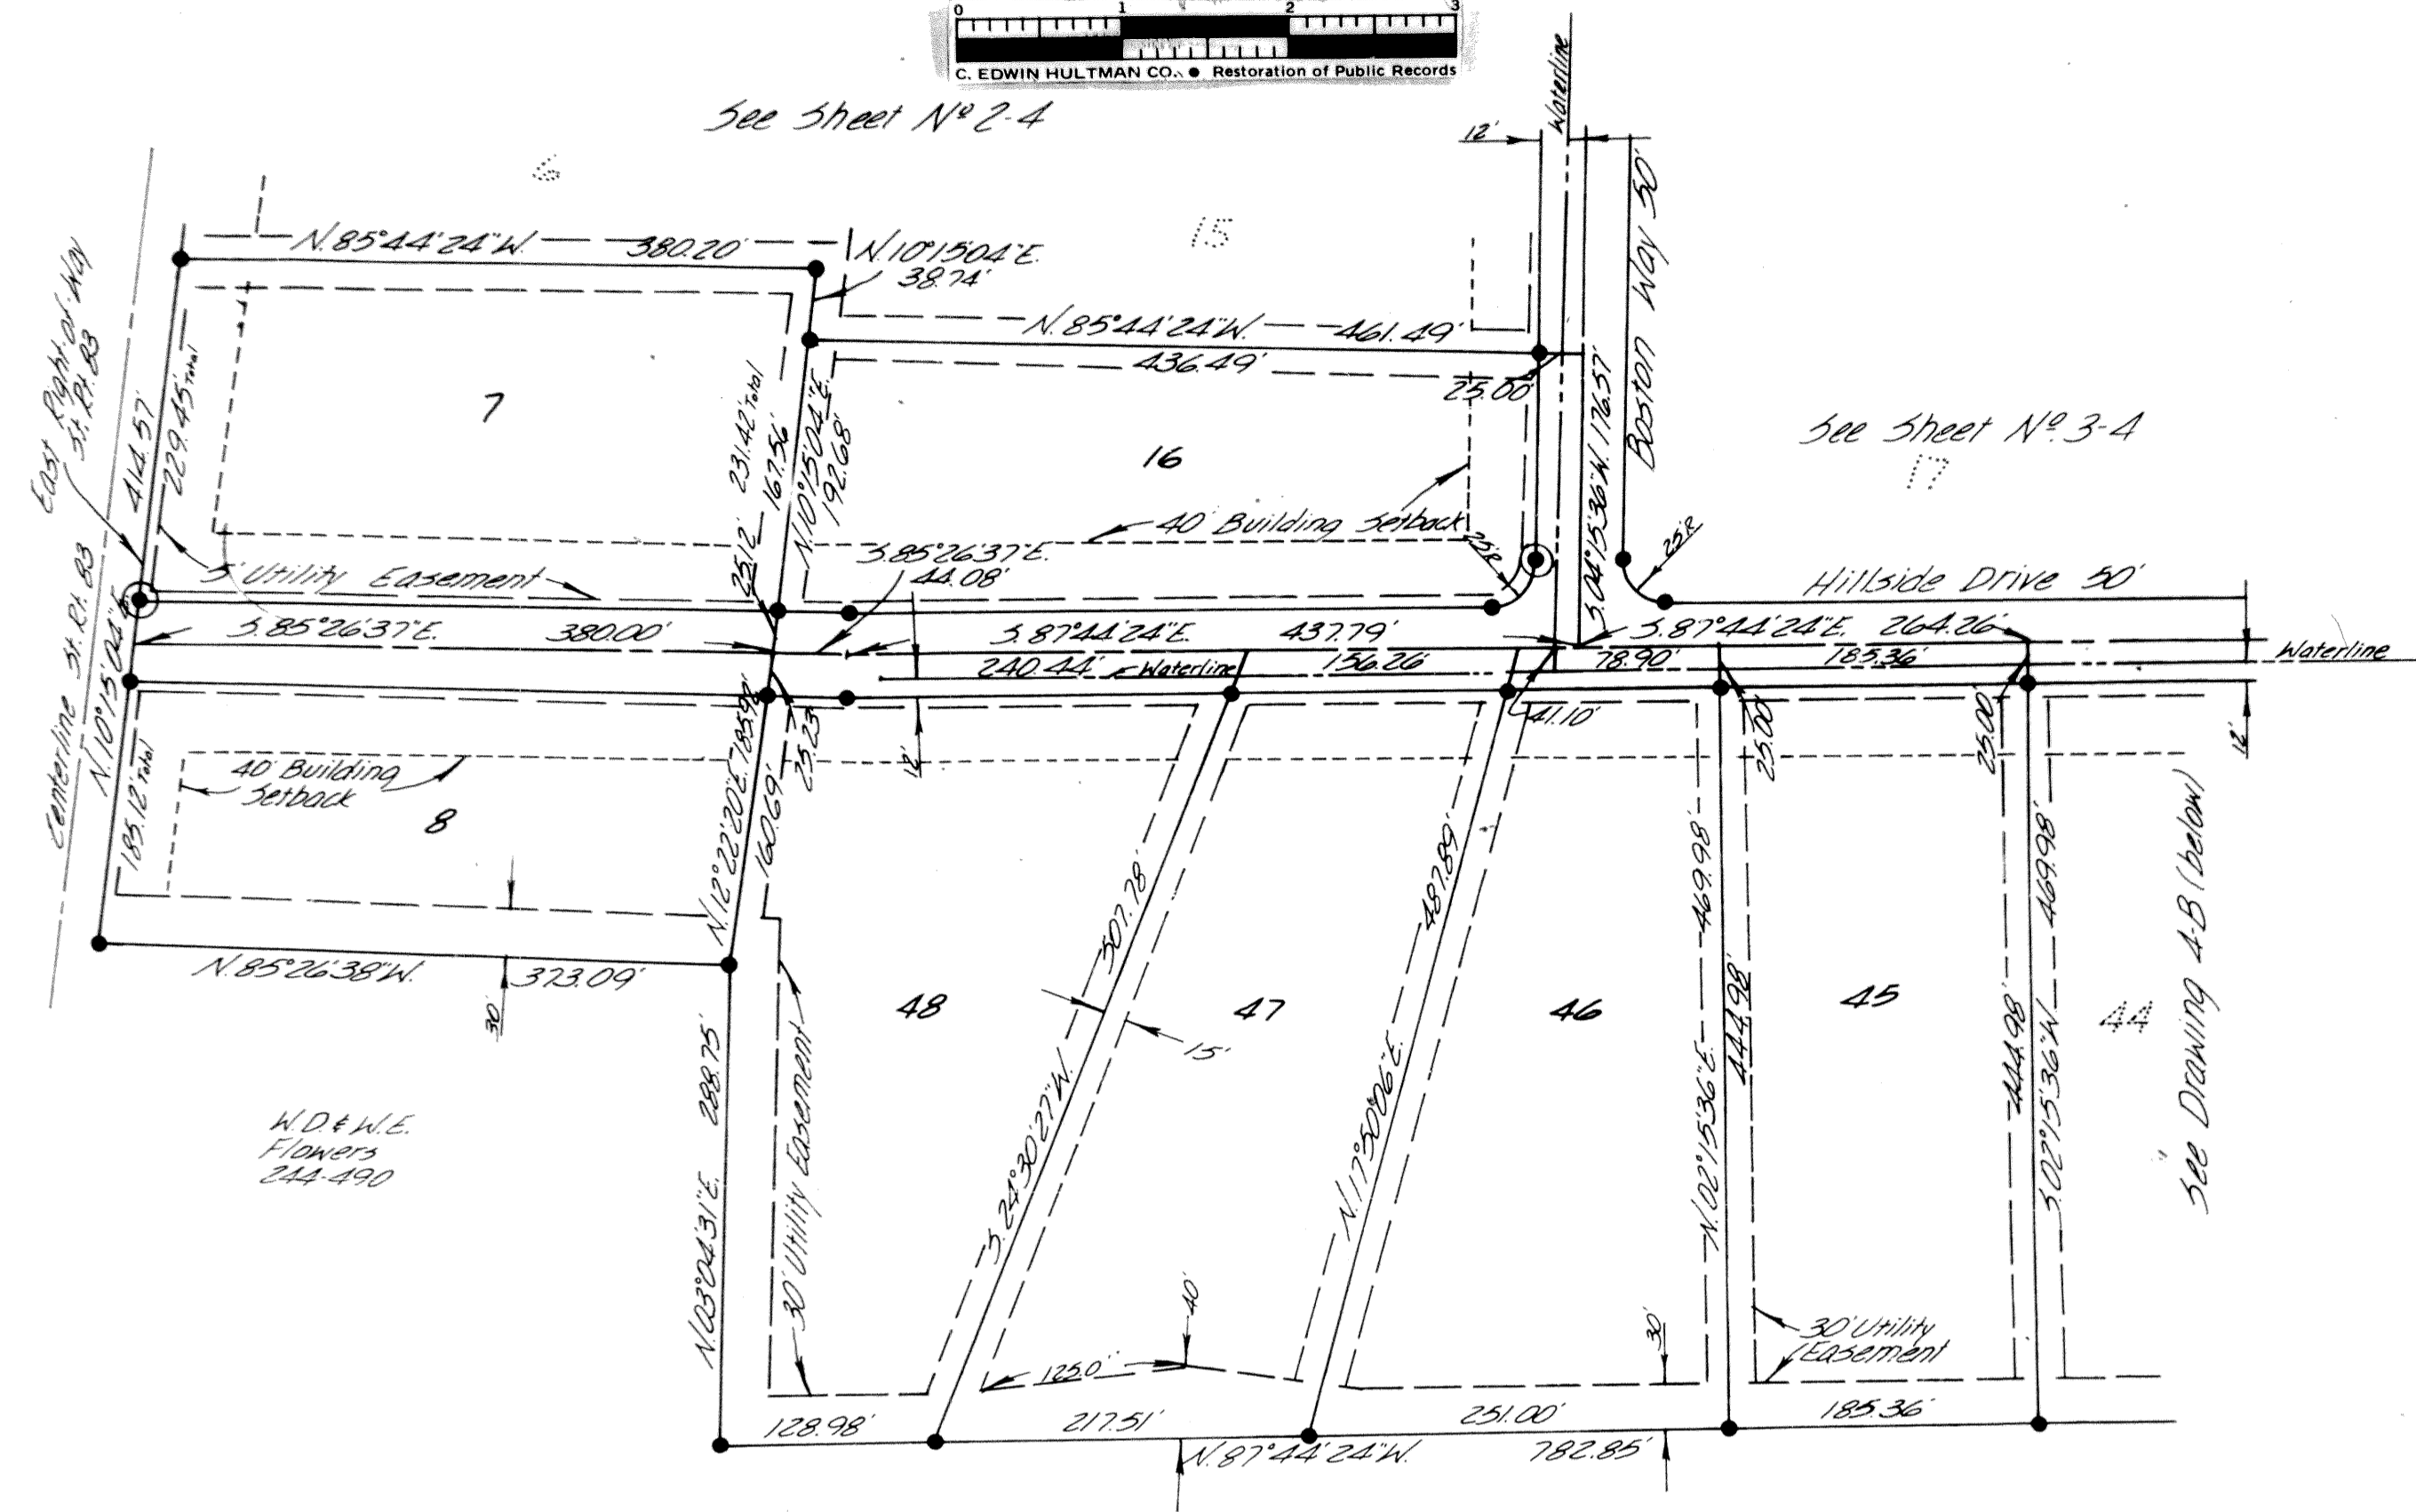 0 1 2 3
C. EDWIN HULTMAN CO. ● Restoration of Public Records
See Sheet Nº 2-4
Waterline
12'
Boston Way 50'
6
15
N.85°44'24"W. 380.20'
N.10°15'04"E.
38.74'
N.85°44'24"W. 461.49'
436.49'
25.00'
East Right-of-Way
St. Rt. 83
414.57'
229.45' Total
7
231.42' Total
167.56'
N.10°15'04"E.
192.68'
16
S.04°15'36"W. 176.57'
See Sheet Nº 3-4
17
40' Building Setback
25'R.
25'R.
5' Utility Easement
25.12'
S.85°26'37"E.
44.08'
Hillside Drive 50'
S.85°26'37"E. 380.00'
S.87°44'24"E. 437.79'
S.87°44'24"E. 264.26'
240.44'
Waterline
156.26'
78.90'
185.36'
Waterline
Centerline St. Rt. 83
N.10°15'04"E.
185.12' Total
40' Building
Setback
8
N.12°22'20"E. 185.92'
160.69'
25.23'
12'
41.10'
25.00'
25.00'
12'
N.85°26'38"W. 373.09'
30'
W.D. & W.E.
Flowers
244-490
N.03°04'31"E. 288.75'
30' Utility Easement
48
S.24°30'27"W. 507.78'
15'
47
N.17°50'06"E. 487.89'
46
N.02°15'36"E. 469.98'
444.98'
45
444.98'
S.02°15'36"W. 469.98'
44
See Drawing 4-B (below)
125.0'
40'
30'
30' Utility
Easement
128.98'
217.51'
251.00'
185.36'
N.87°44'24"W. 782.85'